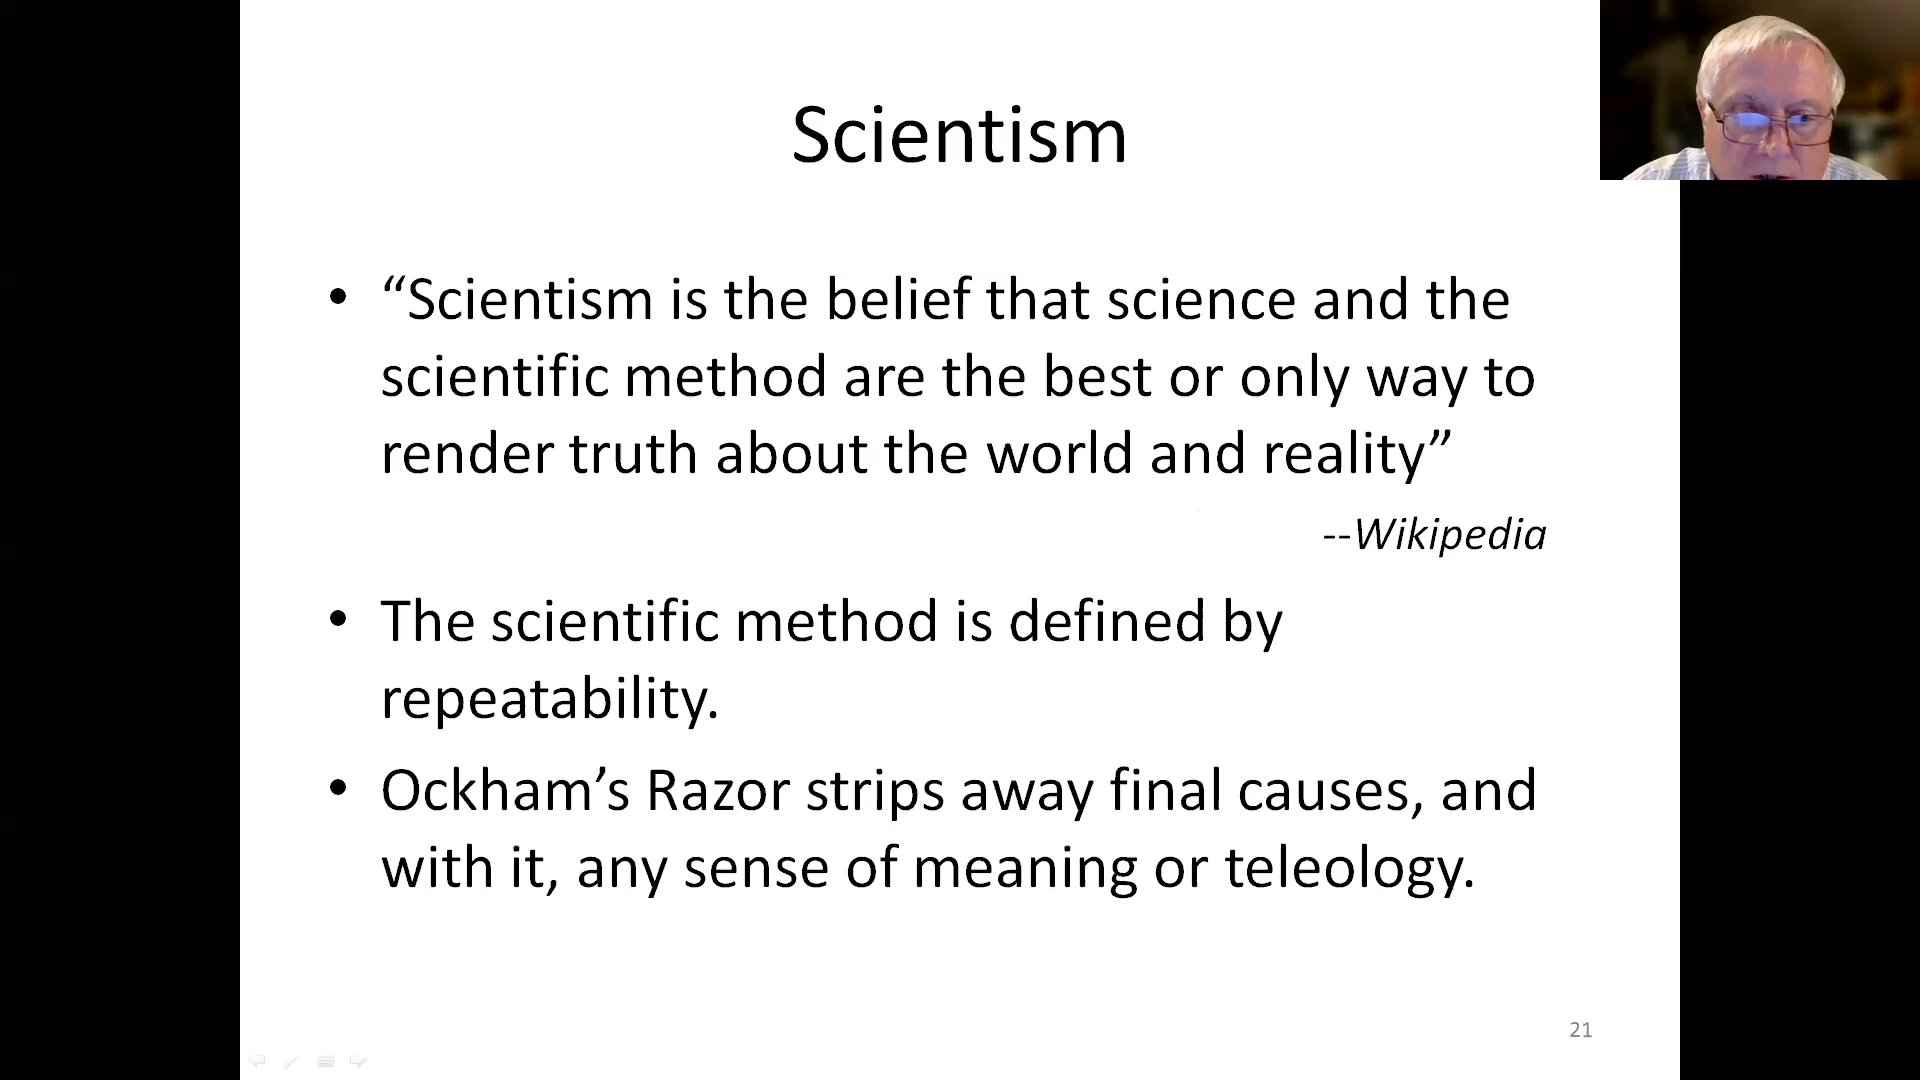 Scientism
• “Scientism is the belief that science and the
scientific method are the best or only way to
render truth about the world and reality”
--Wikipedia
• The scientific method is defined by
repeatability.
• Ockham’s Razor strips away final causes, and
with it, any sense of meaning or teleology.
21